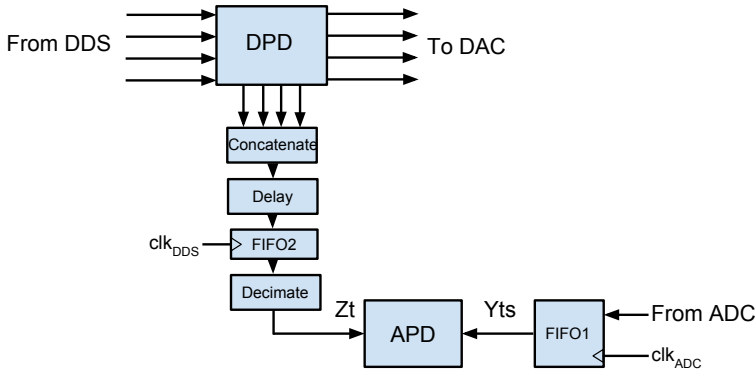 From DDS
DPD
To DAC
Concatenate
Delay
clkDDS
FIFO2
Decimate
Zt
APD
Yts
FIFO1
From ADC
clkADC